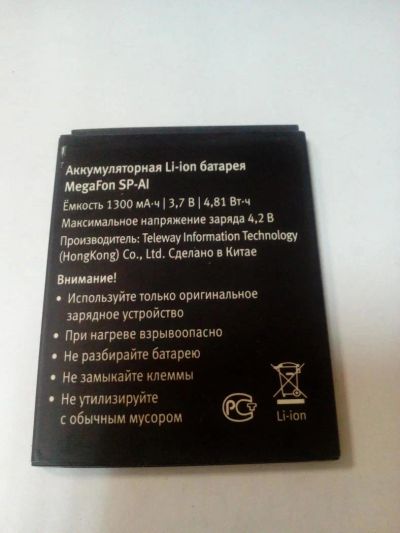 Аккумуляторная Li-ion батарея
MegaFon SP-AI
Ёмкость 1300 мА·ч | 3,7 В | 4,81 Вт·ч
Максимальное напряжение заряда 4,2 В
Производитель: Teleway Information Technology
(HongKong) Co., Ltd. Сделано в Китае
Внимание!
• Используйте только оригинальное
зарядное устройство
• При нагреве взрывоопасно
• Не разбирайте батарею
• Не замыкайте клеммы
• Не утилизируйте
с обычным мусором
РС
Li-ion